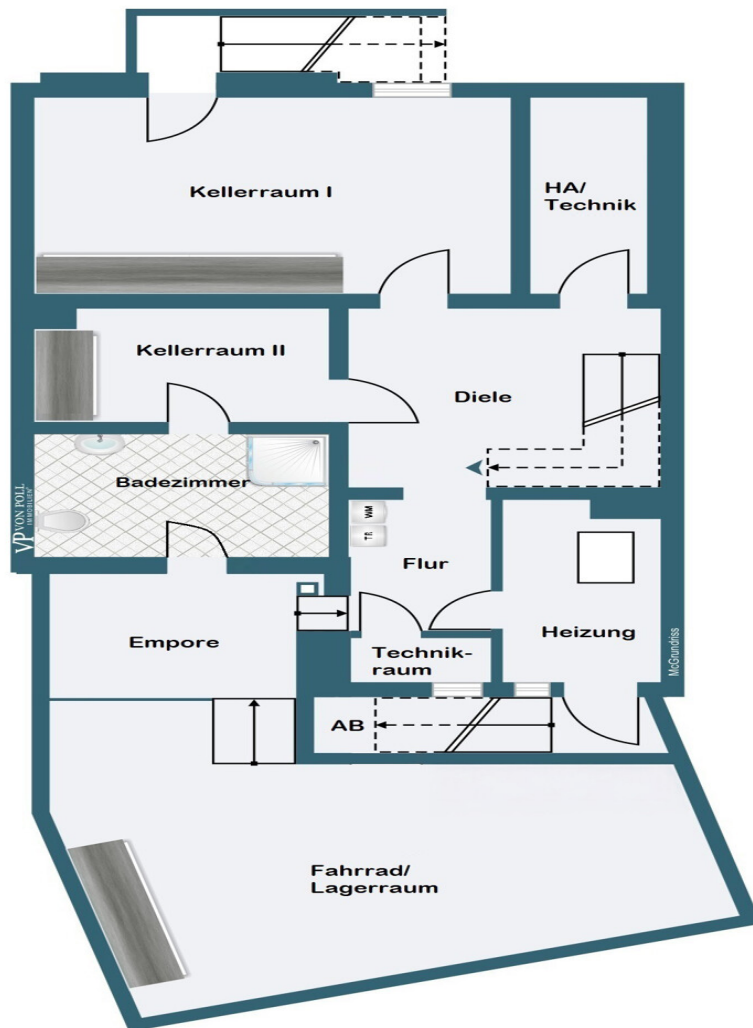 Kellerraum I
HA/
Technik
Kellerraum II
Diele
Badezimmer
VP VON POLL
IMMOBILIEN
WM
TR
Flur
Empore
Technik-
raum
Heizung
McGrundriss
AB
Fahrrad/
Lagerraum